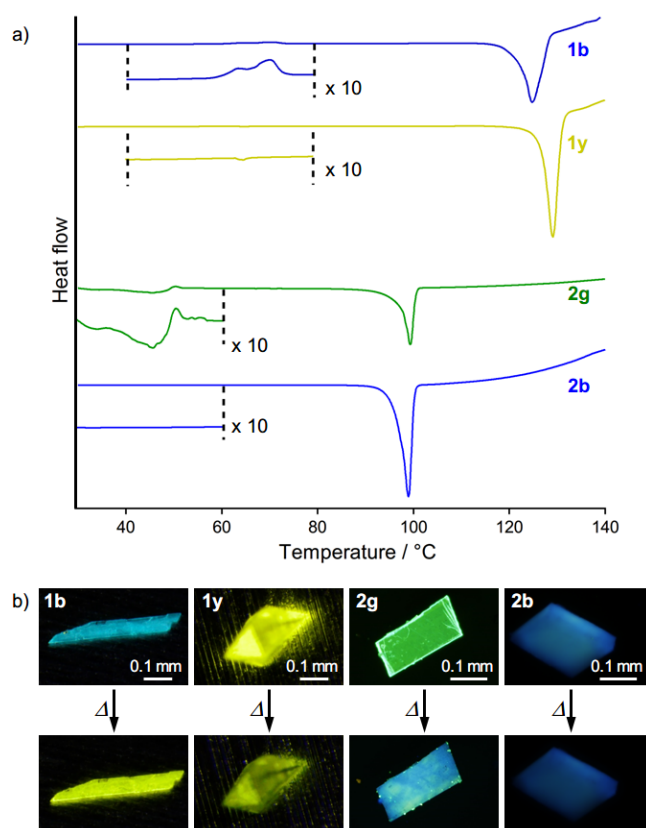 a)
1b
x 10
1y
x 10
Heat flow
2g
x 10
2b
x 10
40 60 80 100 120 140
Temperature / °C
b) 1b 1y 2g 2b
0.1 mm 0.1 mm 0.1 mm 0.1 mm
Δ Δ Δ Δ